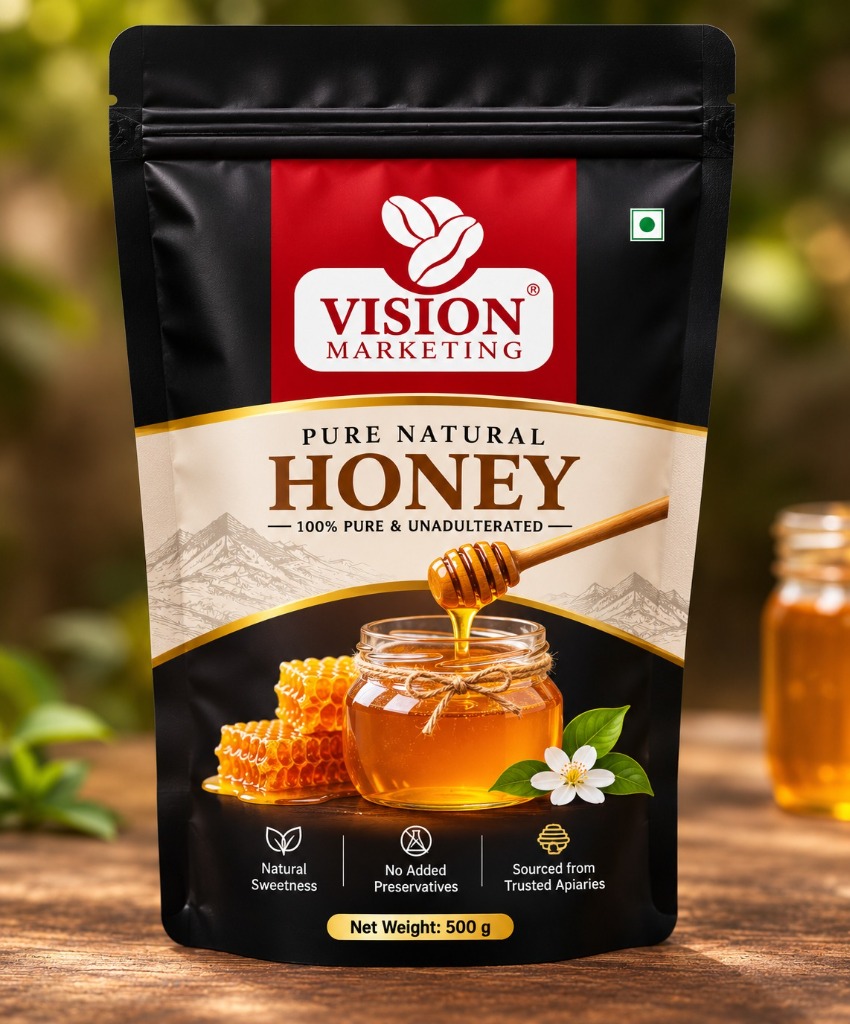 VISION®
MARKETING
PURE NATURAL
HONEY
100% PURE & UNADULTERATED
Natural
Sweetness
No Added
Preservatives
Sourced from
Trusted Apiaries
Net Weight: 500 g